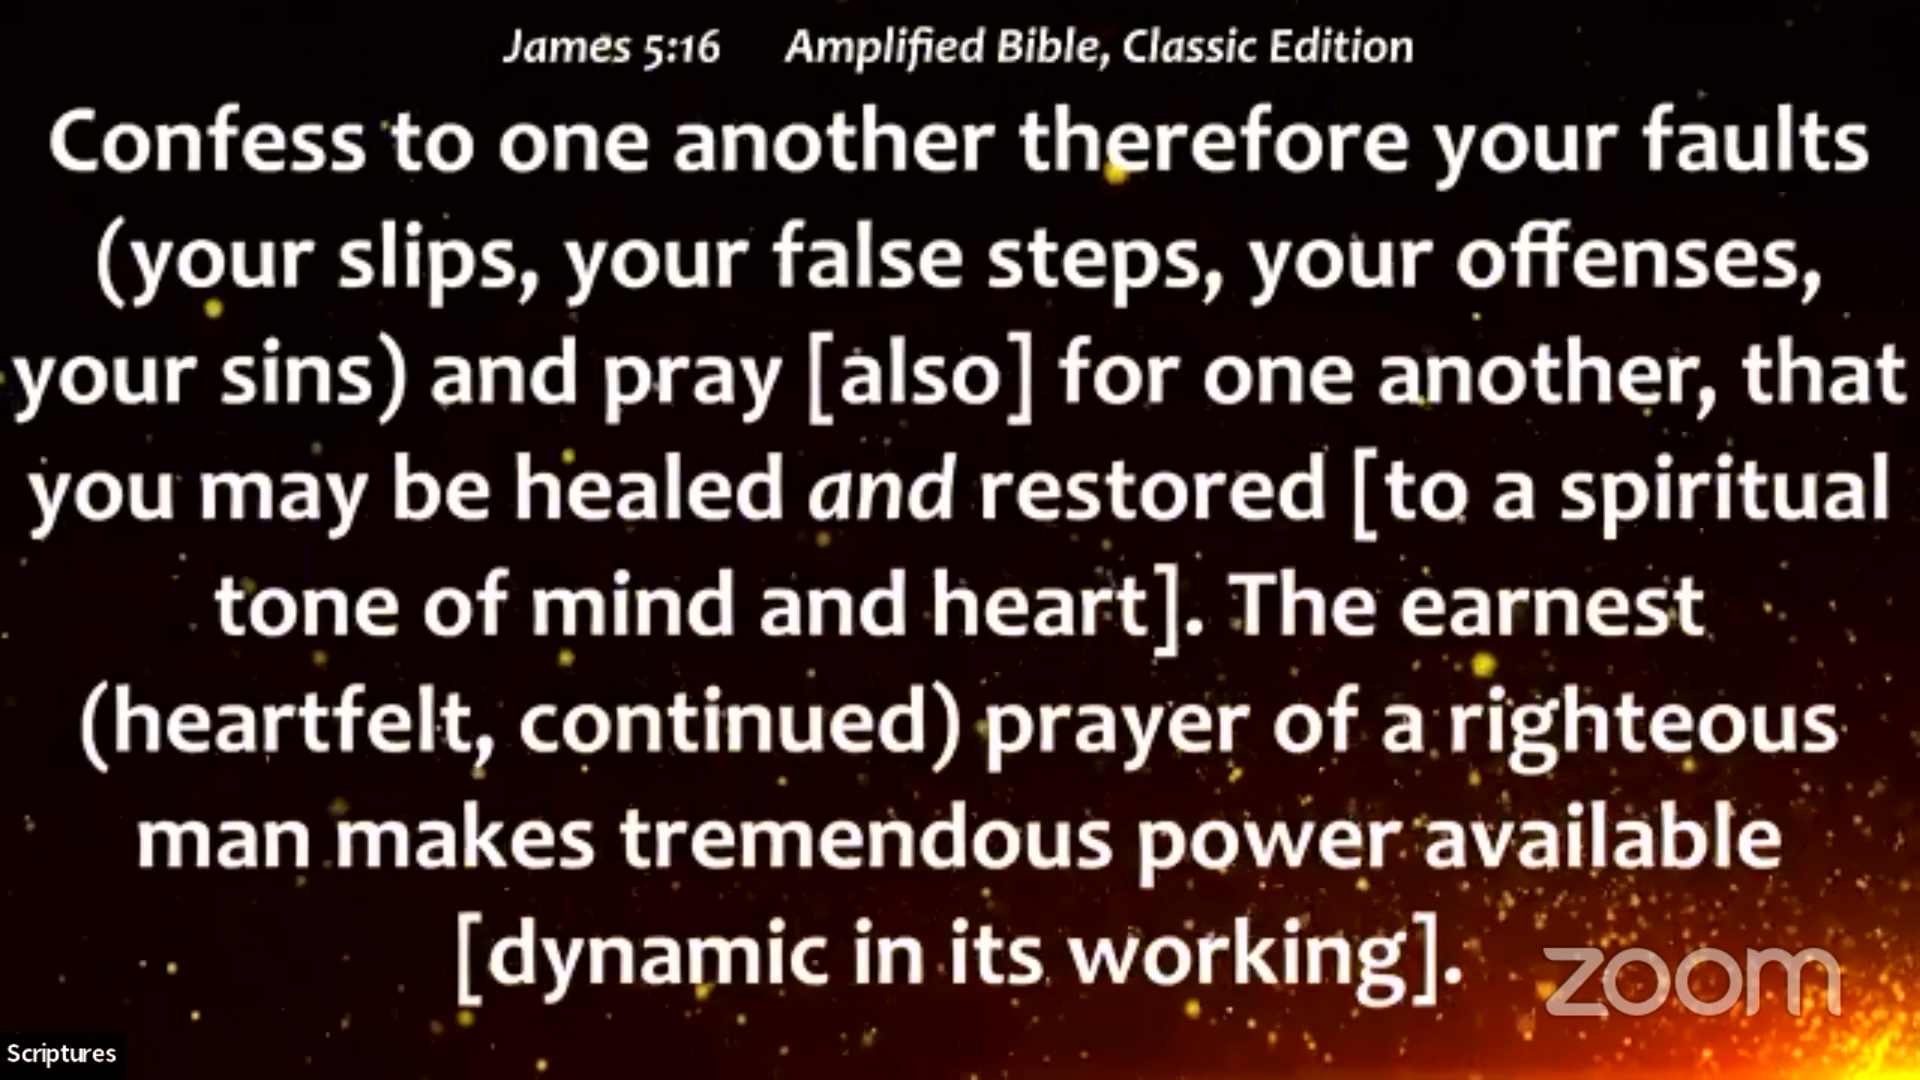 James 5:16 Amplified Bible, Classic Edition
Confess to one another therefore your faults
(your slips, your false steps, your offenses,
your sins) and pray [also] for one another, that
you may be healed and restored [to a spiritual
tone of mind and heart]. The earnest
(heartfelt, continued) prayer of a righteous
man makes tremendous power available
[dynamic in its working].
zoom
Scriptures